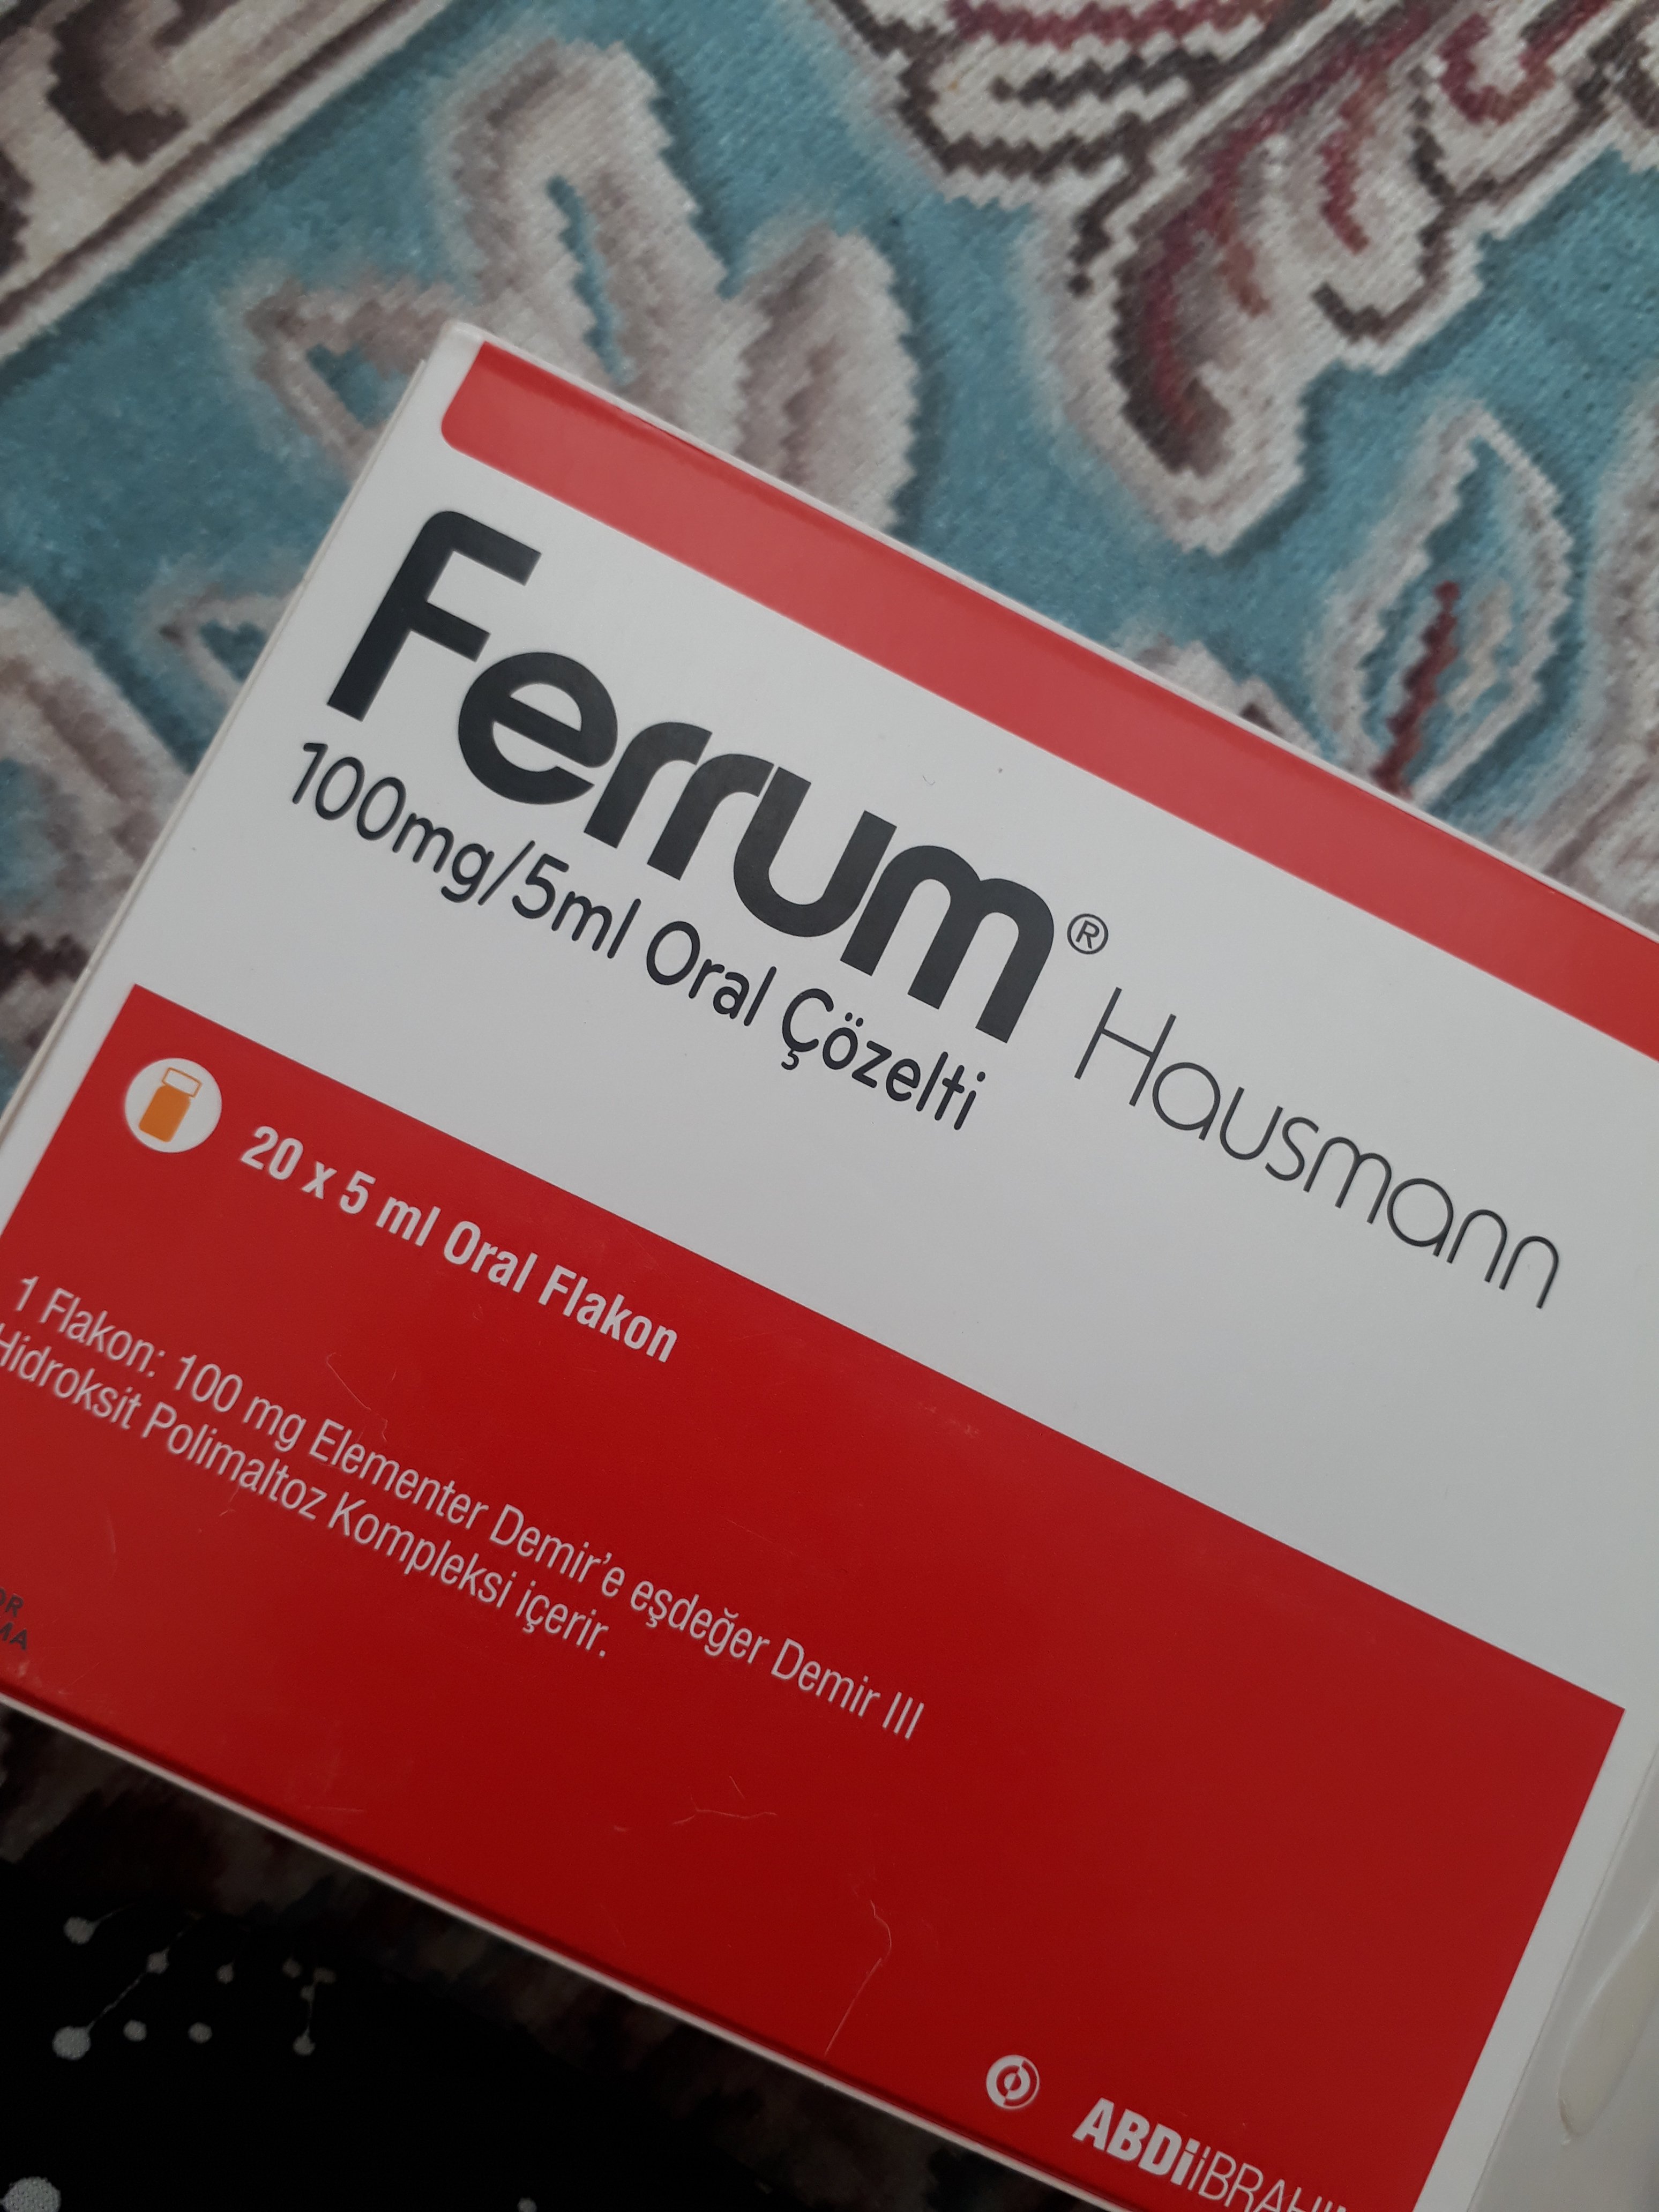 Ferrum® Hausmann
100mg/5ml Oral Çözelti
20 x 5 ml Oral Flakon
1 Flakon: 100 mg Elementer Demir'e eşdeğer Demir III
Hidroksit Polimaltoz Kompleksi içerir.